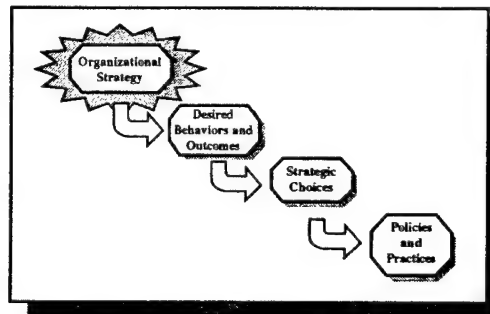 Organizational
Strategy
Desired
Behaviors and
Outcomes
Strategic
Choices
Policies
and
Practices